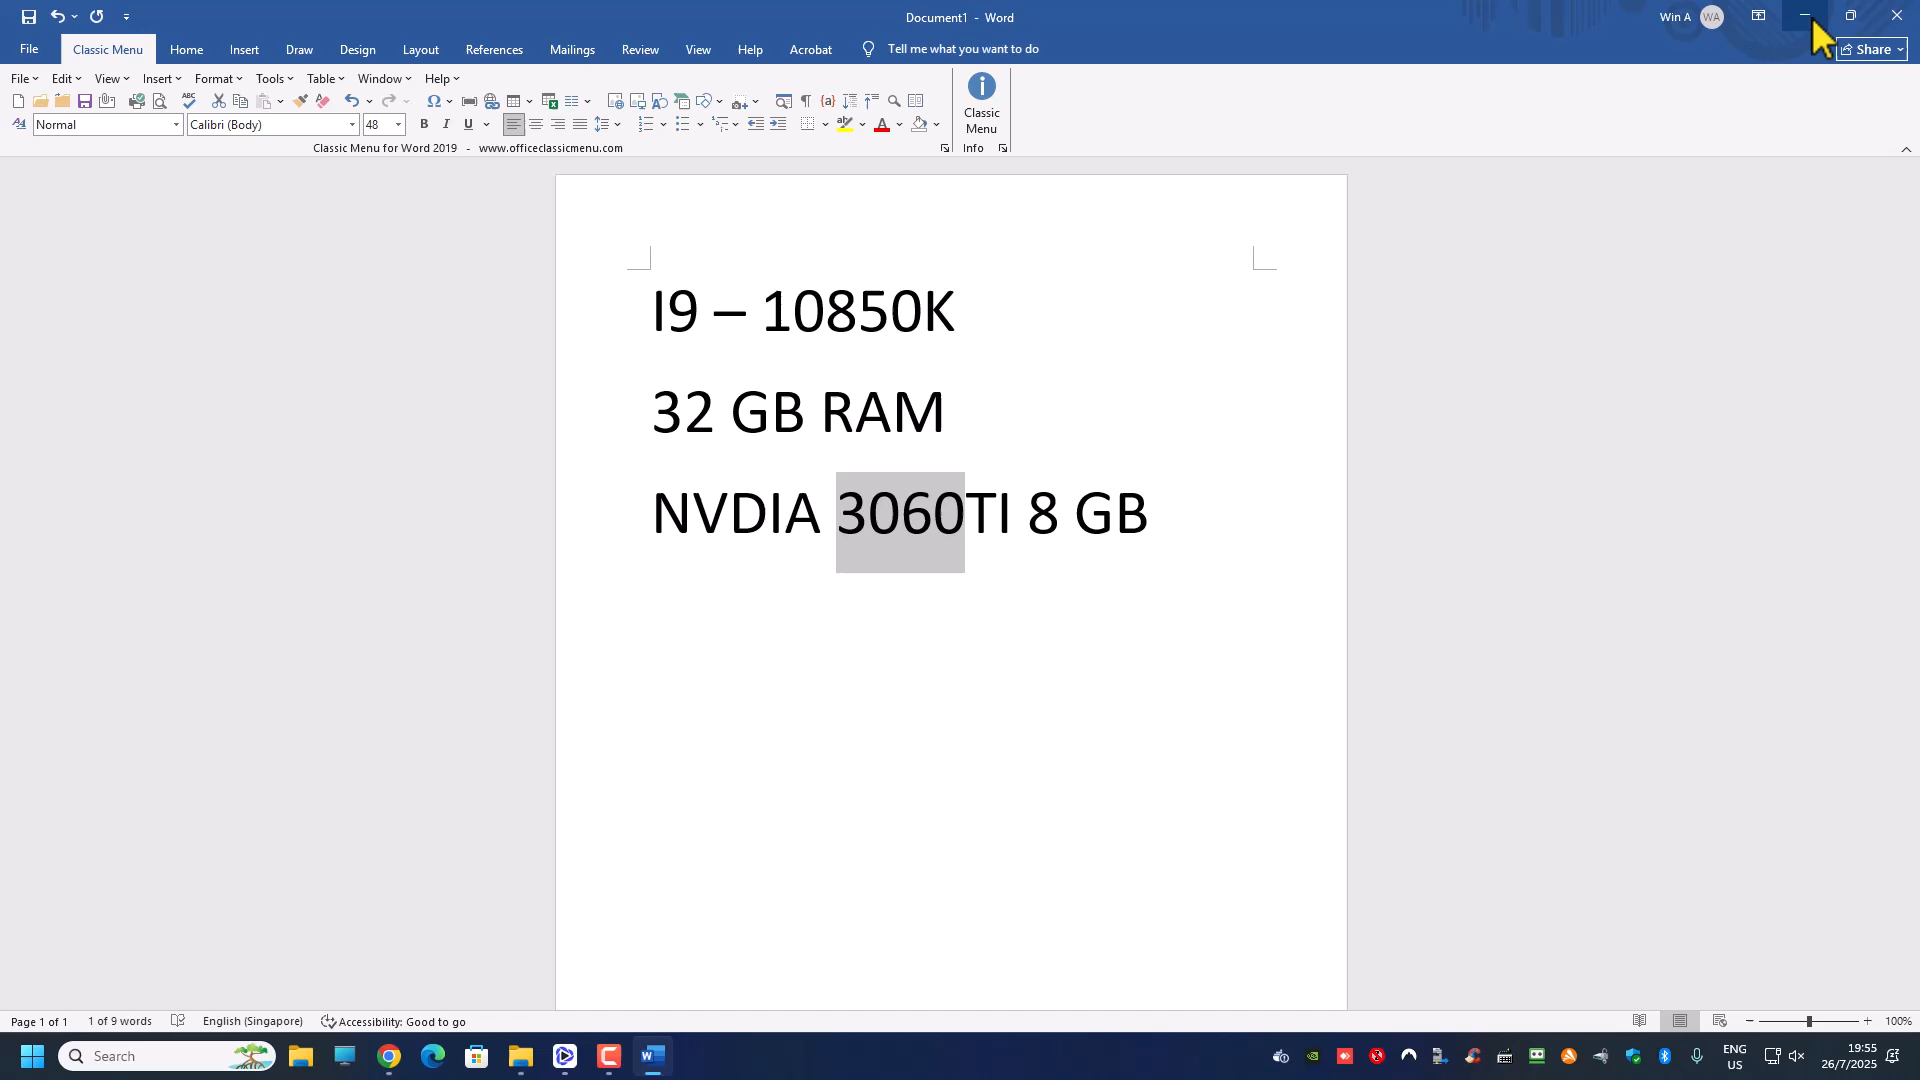 Document1 - Word
Win A WA
File Classic Menu Home Insert Draw Design Layout References Mailings Review View Help Acrobat Tell me what you want to do Share
File Edit View Insert Format Tools Table Window Help
Normal Calibri (Body) 48
Classic Menu
Classic Menu for Word 2019 - www.officeclassicmenu.com Info
I9 – 10850K
32 GB RAM
NVDIA 3060TI 8 GB
Page 1 of 1 1 of 9 words English (Singapore) Accessibility: Good to go 100%
Search
ENG
US
19:55
26/7/2025